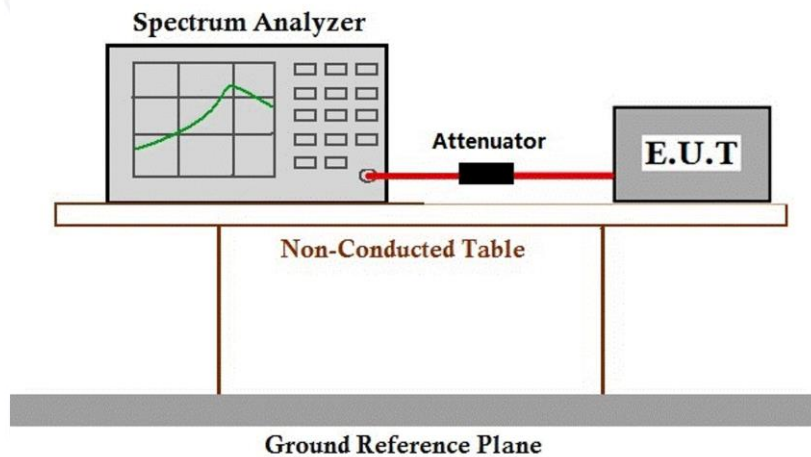 Spectrum Analyzer
Attenuator
E.U.T
Non-Conducted Table
Ground Reference Plane